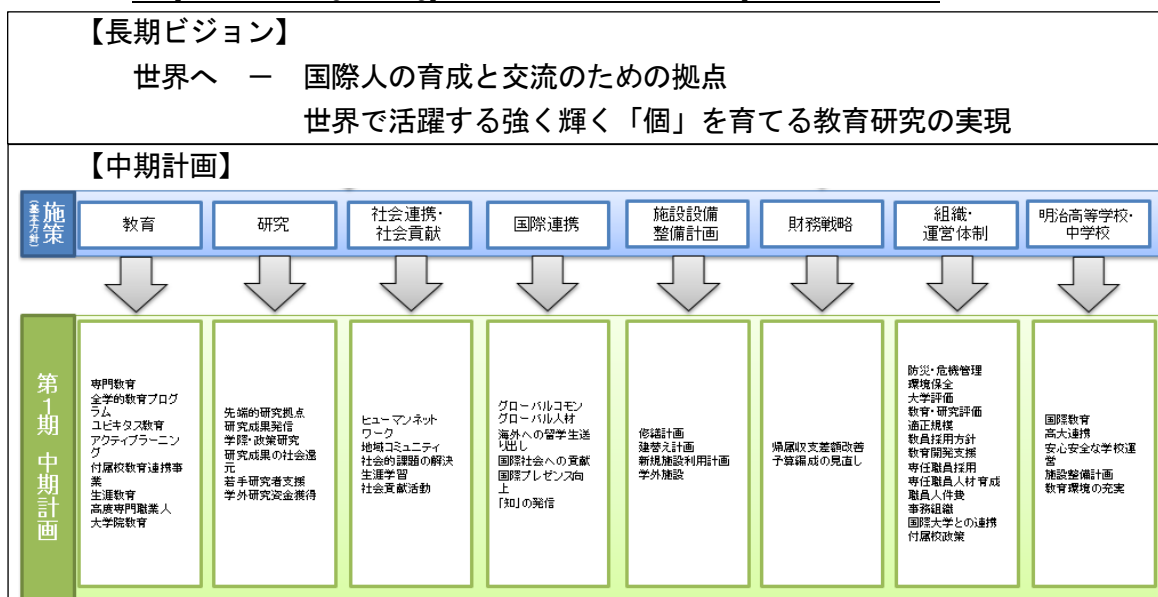 【長期ビジョン】
世界へ － 国際人の育成と交流のための拠点
世界で活躍する強く輝く「個」を育てる教育研究の実現
【中期計画】
施策
(基本方針)
教育
研究
社会連携・
社会貢献
国際連携
施設設備
整備計画
財務戦略
組織・
運営体制
明治高等学校・
中学校
第1期 中期計画
専門教育
全学的教育プログ
ラム
ユビキタス教育
アクティブラーニン
グ
付属校教育連携事
業
生涯教育
高度専門職業人
大学院教育
先端的研究拠点
研究成果発信
学際・政策研究
研究成果の社会還
元
若手研究者支援
学外研究資金獲得
ヒューマンネット
ワーク
地域コミュニティ
社会的課題の解決
生涯学習
社会貢献活動
グローバルコモン
グローバル人材
海外への留学生送
り出し
国際社会への貢献
国際プレゼンス向
上
「知」の発信
修繕計画
建替え計画
新規施設利用計画
学外施設
帰属収支差額改善
予算編成の見直し
防災・危機管理
環境保全
大学評価
教育・研究評価
適正規模
教員採用方針
教育開発支援
専任職員採用
専任職員人材育成
職員人件費
事務組織
国際大学との連携
付属校政策
国際教育
高大連携
安心安全な学校運
営
施設整備計画
教育環境の充実